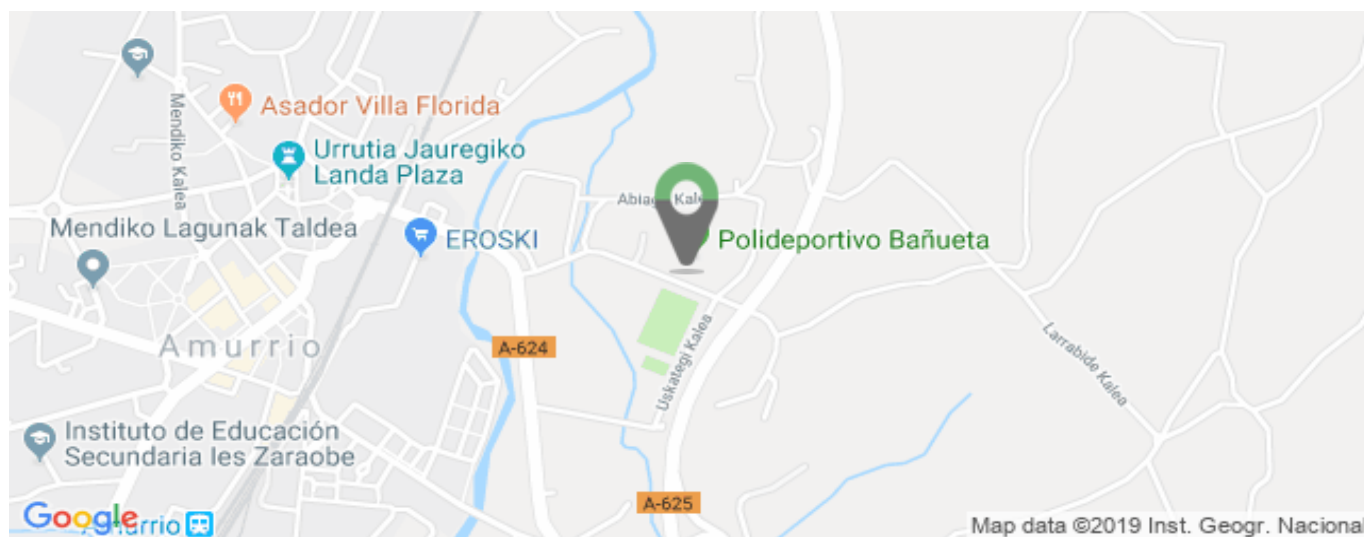 Asador Villa Florida
Mendiko Kalea
Urrutia Jauregiko
Landa Plaza
Mendiko Lagunak Taldea
EROSKI
Polideportivo Bañueta
Amurrio
A-624
Uskategi Kalea
Larrabide Kalea
Instituto de Educación
Secundaria Ies Zaraobe
A-625
Google
Map data ©2019 Inst. Geogr. Nacional